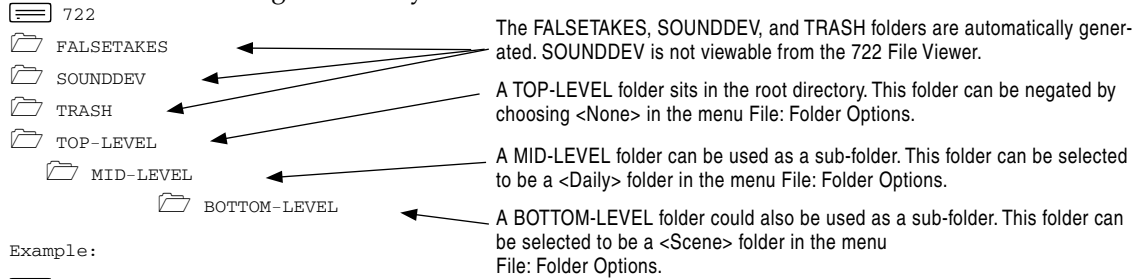 722
FALSETAKES
SOUNDDEV
TRASH
TOP-LEVEL
MID-LEVEL
BOTTOM-LEVEL
The FALSETAKES, SOUNDDEV, and TRASH folders are automatically gener-
ated. SOUNDDEV is not viewable from the 722 File Viewer.
A TOP-LEVEL folder sits in the root directory. This folder can be negated by
choosing <None> in the menu File: Folder Options.
A MID-LEVEL folder can be used as a sub-folder. This folder can be selected
to be a <Daily> folder in the menu File: Folder Options.
A BOTTOM-LEVEL folder could also be used as a sub-folder. This folder can
be selected to be a <Scene> folder in the menu
File: Folder Options.
Example: